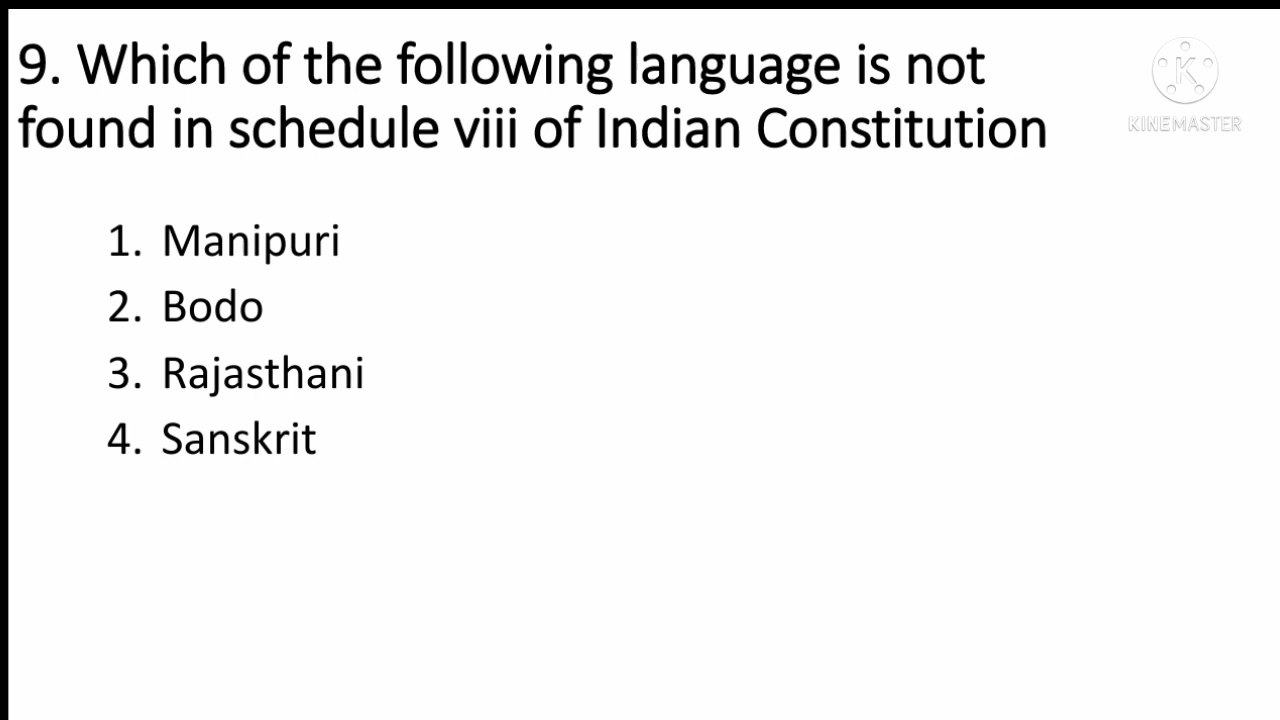 9. Which of the following language is not
found in schedule viii of Indian Constitution
K
KINEMASTER
1. Manipuri
2. Bodo
3. Rajasthani
4. Sanskrit